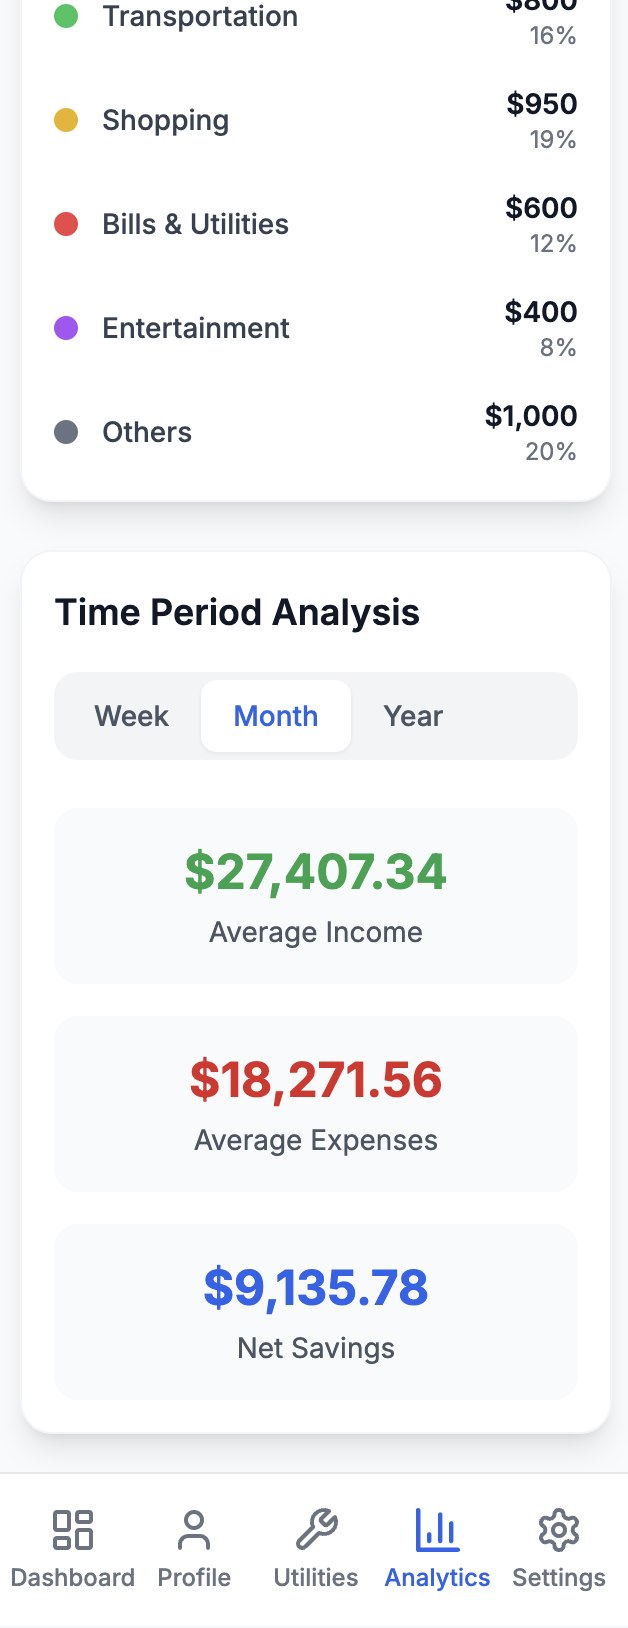 Transportation
$800
16%
Shopping
$950
19%
Bills & Utilities
$600
12%
Entertainment
$400
8%
Others
$1,000
20%
Time Period Analysis
Week Month Year
$27,407.34
Average Income
$18,271.56
Average Expenses
$9,135.78
Net Savings
Dashboard Profile Utilities Analytics Settings